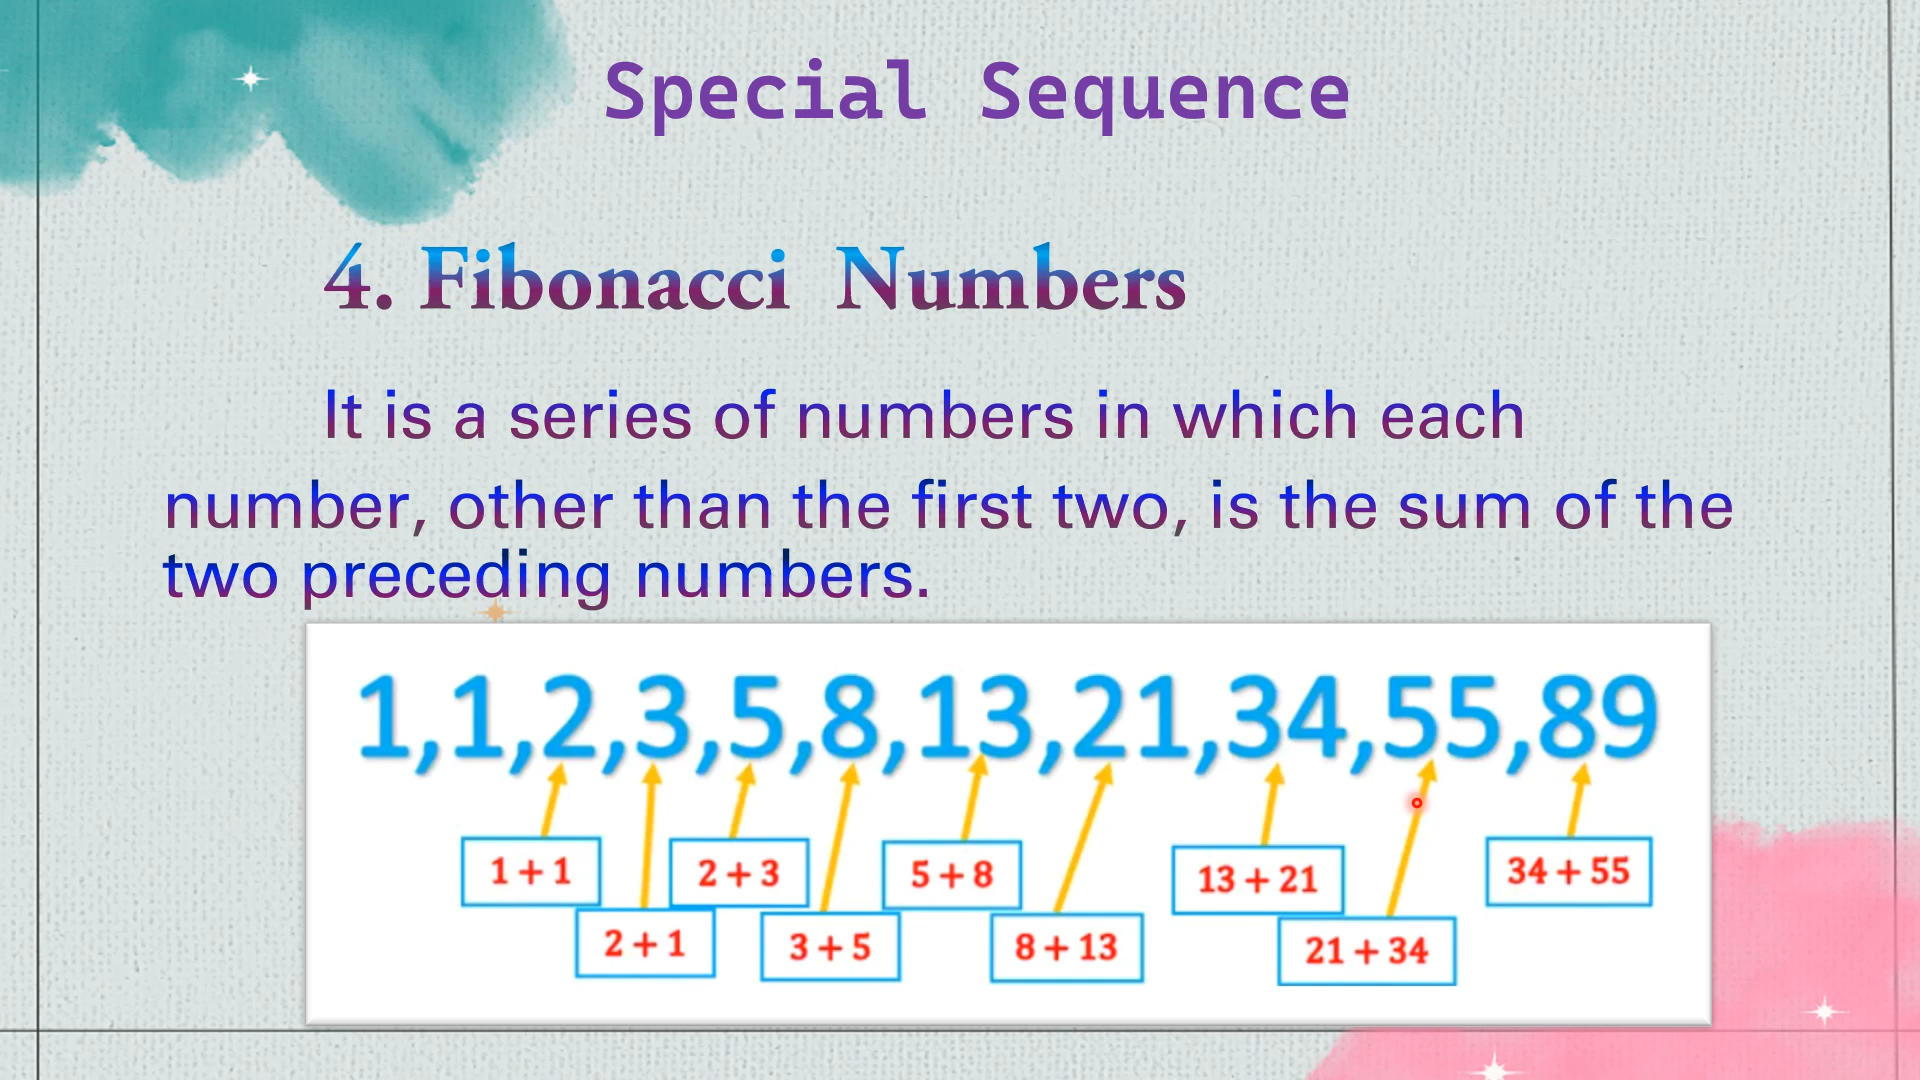 Special Sequence
4. Fibonacci Numbers
It is a series of numbers in which each
number, other than the first two, is the sum of the
two preceding numbers.
1,1,2,3,5,8,13,21,34,55,89
1 + 1
2 + 3
5 + 8
13 + 21
34 + 55
2 + 1
3 + 5
8 + 13
21 + 34